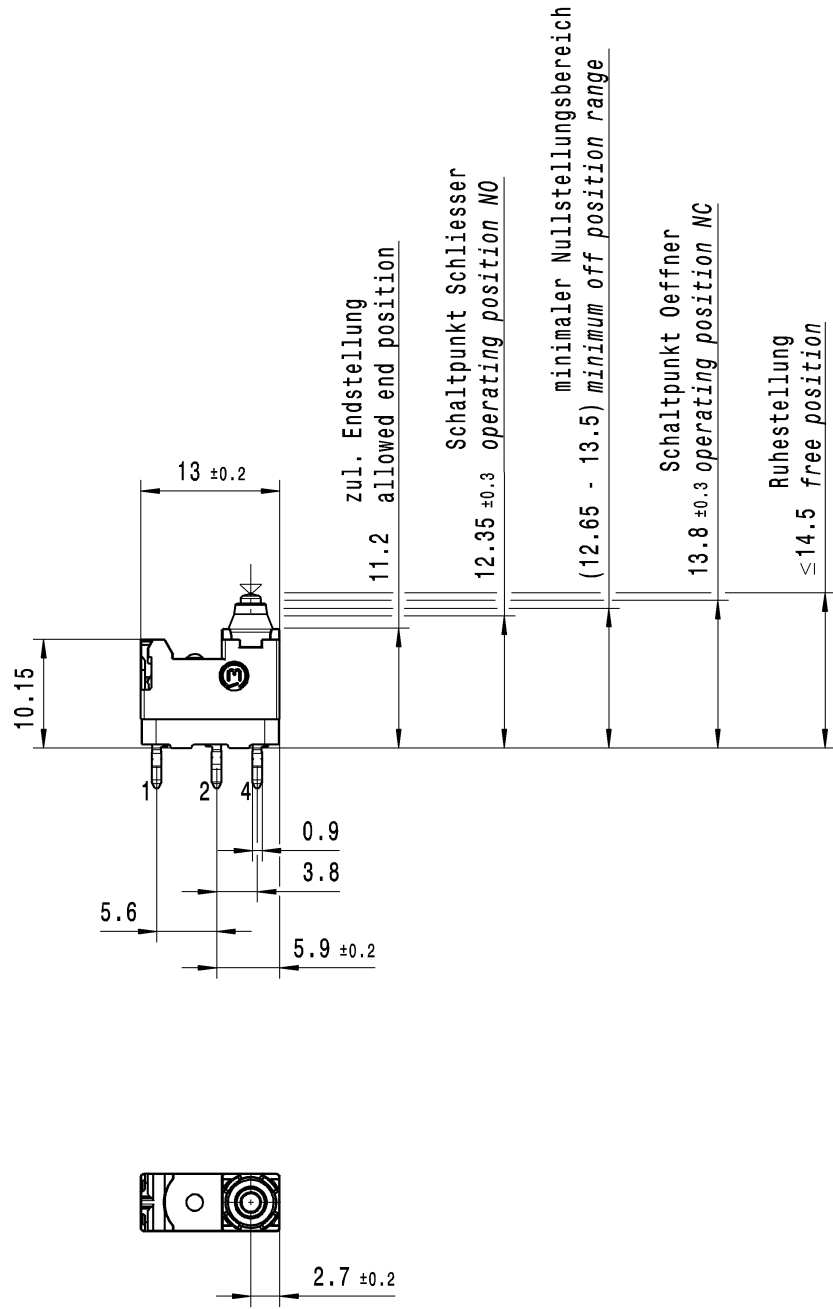 zul. Endstellung
11.2 allowed end position
Schaltpunkt Schliesser
12.35 ±0.3 operating position NO
minimaler Nullstellungsbereich
(12.65 - 13.5) minimum off position range
Schaltpunkt Oeffner
13.8 ±0.3 operating position NC
Ruhestellung
≤14.5 free position
13 ±0.2
10.15
1 2 4
0.9
3.8
5.6
5.9 ±0.2
2.7 ±0.2